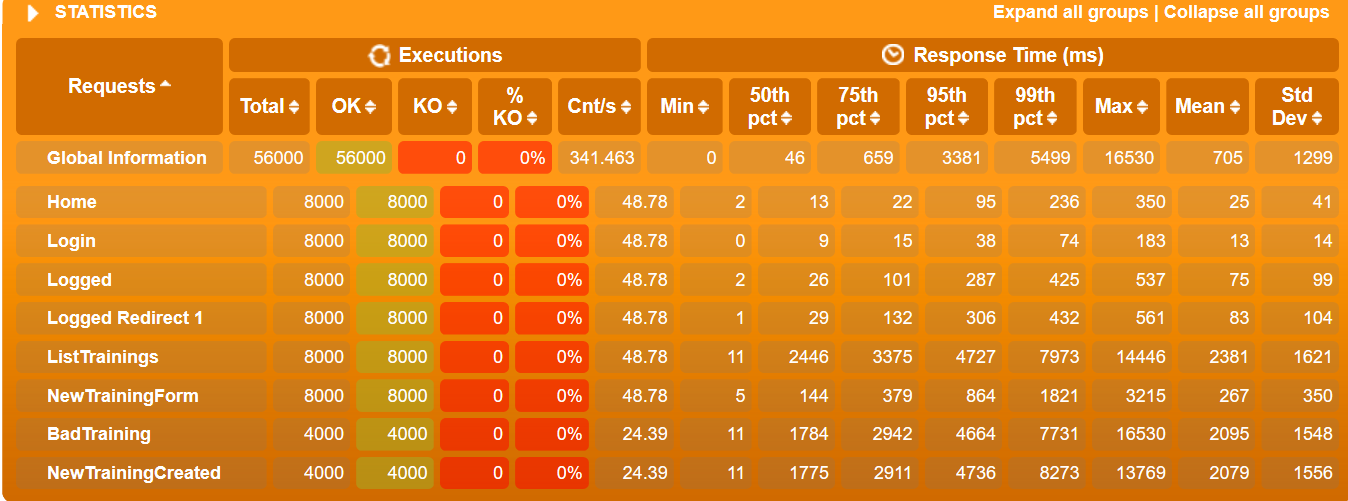 STATISTICS Expand all groups | Collapse all groups
Requests Executions Response Time (ms)
Total OK KO % KO Cnt/s Min 50th pct 75th pct 95th pct 99th pct Max Mean Std Dev
Global Information 56000 56000 0 0% 341.463 0 46 659 3381 5499 16530 705 1299
Home 8000 8000 0 0% 48.78 2 13 22 95 236 350 25 41
Login 8000 8000 0 0% 48.78 0 9 15 38 74 183 13 14
Logged 8000 8000 0 0% 48.78 2 26 101 287 425 537 75 99
Logged Redirect 1 8000 8000 0 0% 48.78 1 29 132 306 432 561 83 104
ListTrainings 8000 8000 0 0% 48.78 11 2446 3375 4727 7973 14446 2381 1621
NewTrainingForm 8000 8000 0 0% 48.78 5 144 379 864 1821 3215 267 350
BadTraining 4000 4000 0 0% 24.39 11 1784 2942 4664 7731 16530 2095 1548
NewTrainingCreated 4000 4000 0 0% 24.39 11 1775 2911 4736 8273 13769 2079 1556